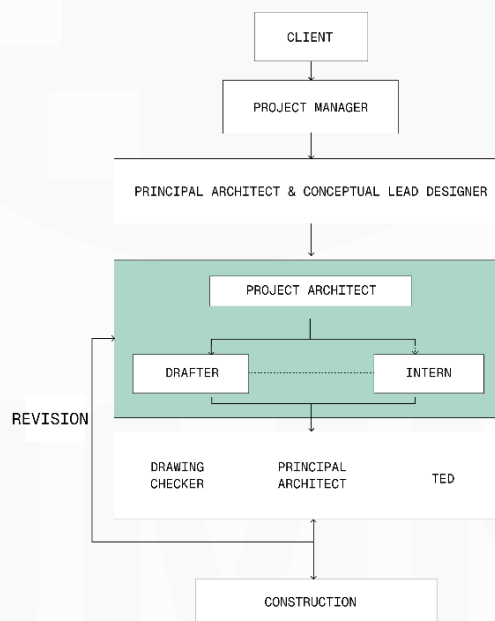 CLIENT
PROJECT MANAGER
PRINCIPAL ARCHITECT & CONCEPTUAL LEAD DESIGNER
PROJECT ARCHITECT
DRAFTER
INTERN
REVISION
DRAWING
CHECKER
PRINCIPAL
ARCHITECT
TED
CONSTRUCTION